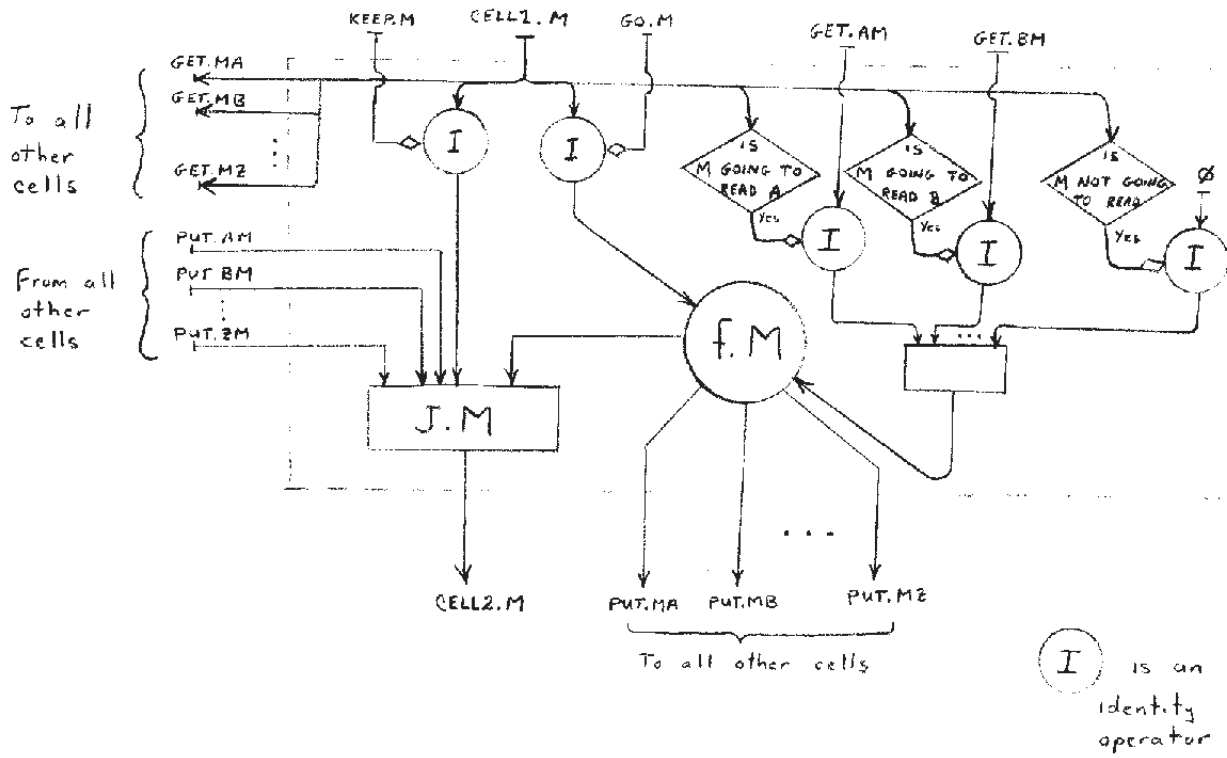 KEEP.M
CELL1.M
GO.M
GET.AM
GET.BM
GET.MA
GET.MB
GET.MZ
To all
other
cells
I
I
IS
M GOING TO
READ A
Yes
I
IS
M GOING TO
READ B
Yes
I
IS
M NOT GOING
TO READ
Yes
Ø
I
PUT.AM
PUT BM
PUT.ZM
From all
other
cells
f.M
J.M
CELL2.M
PUT.MA
PUT.MB
PUT.MZ
To all other cells
I is an
identity
operator